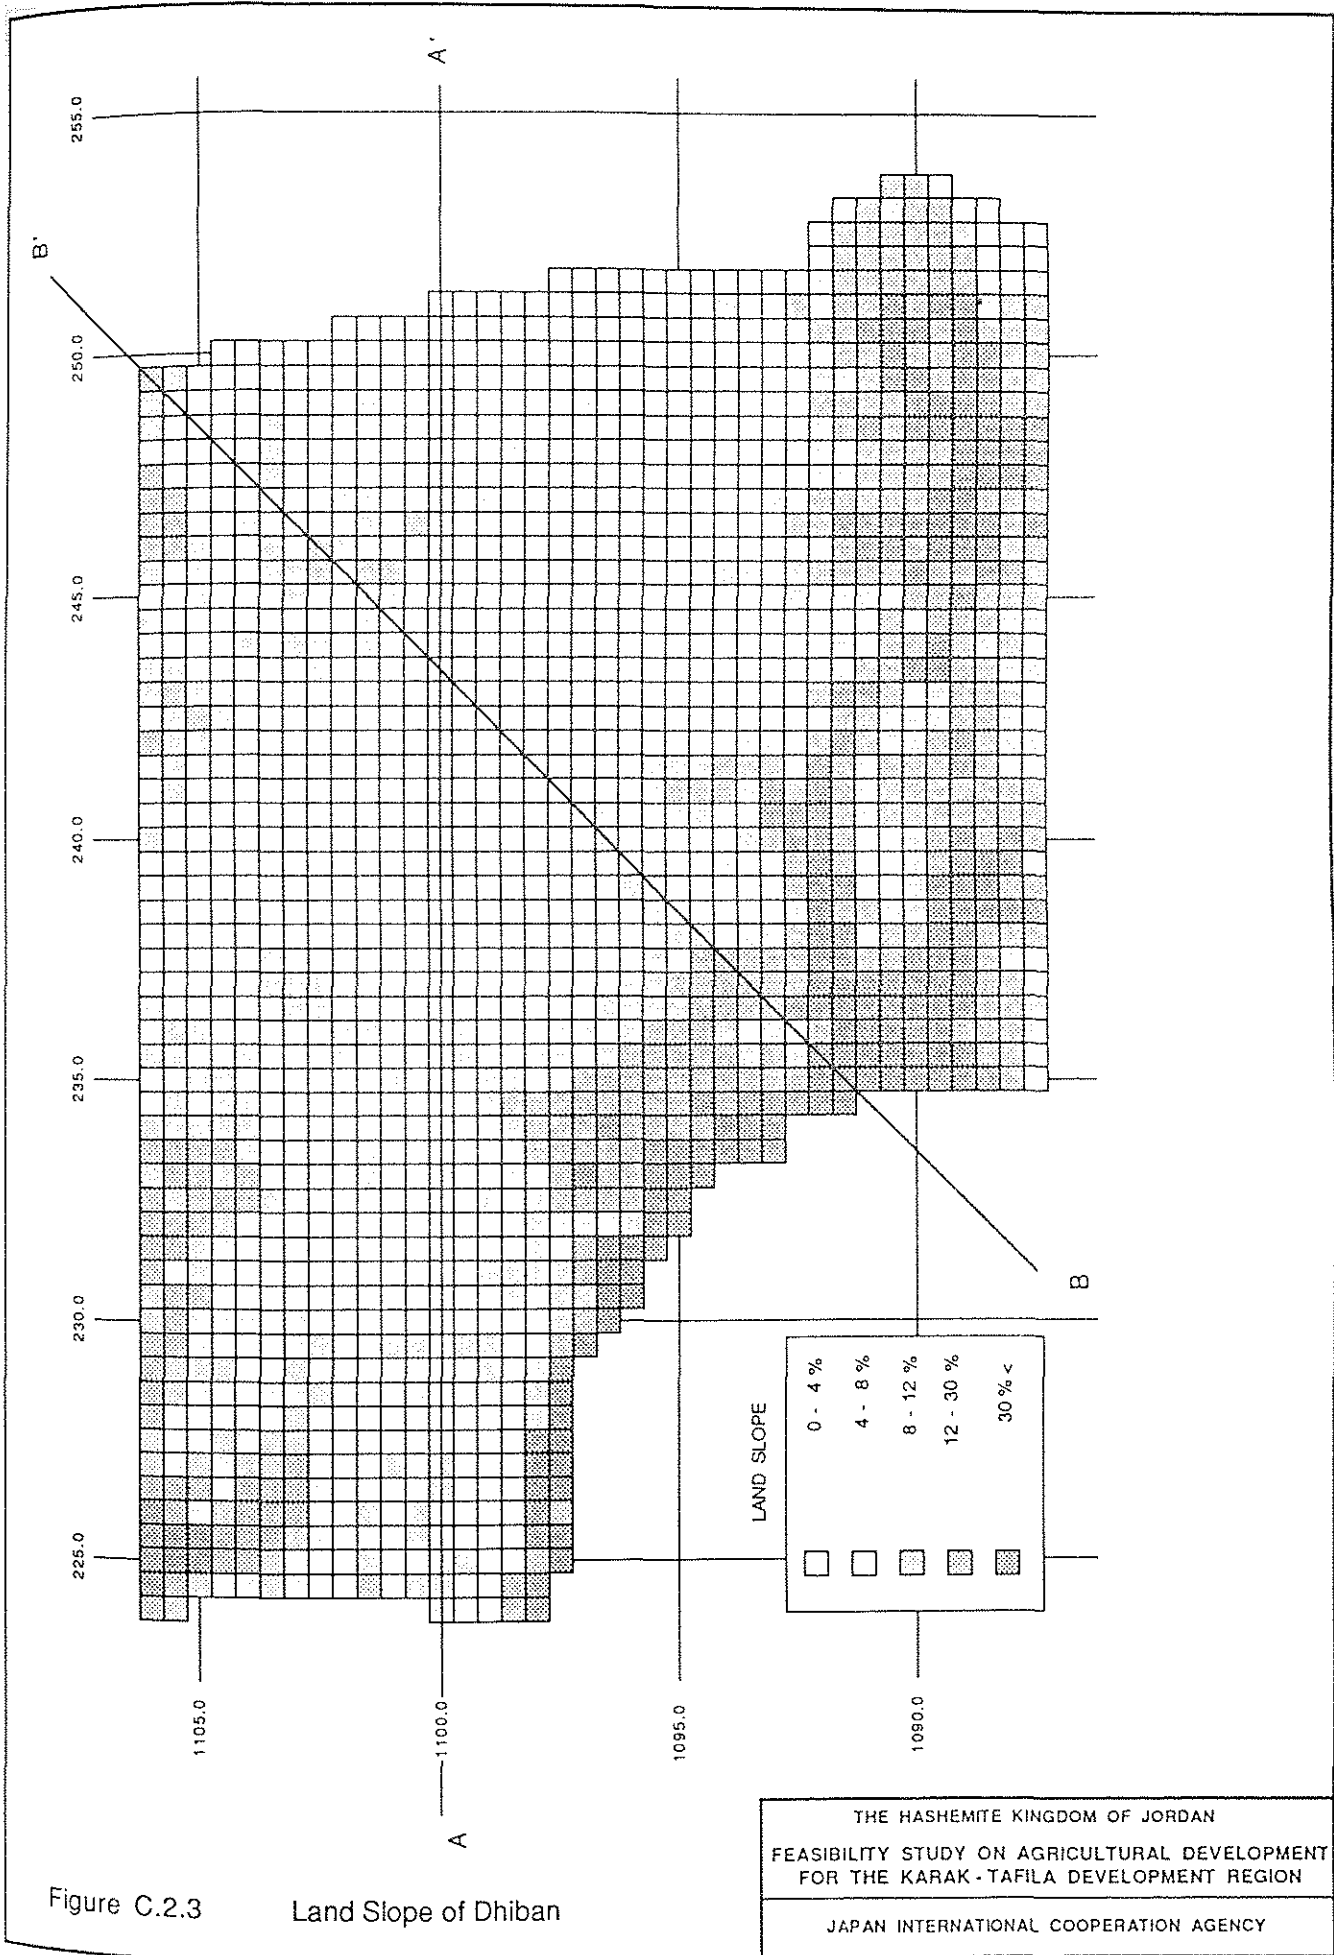 A'
B'
255.0
250.0
245.0
240.0
235.0
230.0
225.0
1105.0
1100.0
1095.0
1090.0
A
B
LAND SLOPE
0 - 4 %
4 - 8 %
8 - 12 %
12 - 30 %
30 % <
THE HASHEMITE KINGDOM OF JORDAN
FEASIBILITY STUDY ON AGRICULTURAL DEVELOPMENT
FOR THE KARAK - TAFILA DEVELOPMENT REGION
JAPAN INTERNATIONAL COOPERATION AGENCY
Figure C.2.3 Land Slope of Dhiban